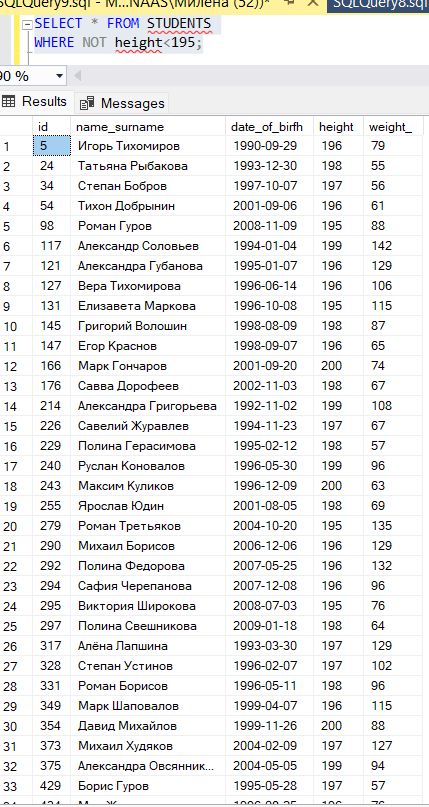 SQLQuery9.sql - M...NAAS\Милена (52))*
SQLQuery8.sql
SELECT * FROM STUDENTS
WHERE NOT height<195;
90 %
Results Messages
id name_surname date_of_birfh height weight_
1 5 Игорь Тихомиров 1990-09-29 196 79
2 24 Татьяна Рыбакова 1993-12-30 198 55
3 34 Степан Бобров 1997-10-07 197 56
4 54 Тихон Добрынин 2001-09-06 196 61
5 98 Роман Гуров 2008-11-09 195 88
6 117 Александр Соловьев 1994-01-04 199 142
7 121 Александра Губанова 1995-01-07 196 129
8 127 Вера Тихомирова 1996-06-14 196 106
9 131 Елизавета Маркова 1996-10-08 195 115
10 145 Григорий Волошин 1998-08-09 198 87
11 147 Егор Краснов 1998-09-07 196 65
12 166 Марк Гончаров 2001-09-20 200 74
13 176 Савва Дорофеев 2002-11-03 198 67
14 214 Александра Григорьева 1992-11-02 199 108
15 226 Савелий Журавлев 1994-11-23 197 67
16 229 Полина Герасимова 1995-02-12 198 57
17 240 Руслан Коновалов 1996-05-30 199 96
18 243 Максим Куликов 1996-12-09 200 63
19 255 Ярослав Юдин 2001-08-05 198 69
20 279 Роман Третьяков 2004-10-20 195 135
21 290 Михаил Борисов 2006-12-06 196 129
22 292 Полина Федорова 2007-05-25 196 132
23 294 Сафия Черепанова 2007-12-08 196 96
24 295 Виктория Широкова 2008-07-03 195 76
25 297 Полина Свешникова 2009-01-18 198 64
26 317 Алёна Лапшина 1993-03-30 197 129
27 328 Степан Устинов 1996-02-07 197 102
28 331 Роман Борисов 1996-05-11 198 96
29 349 Марк Шаповалов 1999-04-07 196 115
30 354 Давид Михайлов 1999-11-26 200 88
31 373 Михаил Худяков 2004-02-09 197 127
32 375 Александра Овсянник... 2004-05-05 199 94
33 429 Борис Гуров 1995-05-28 197 57